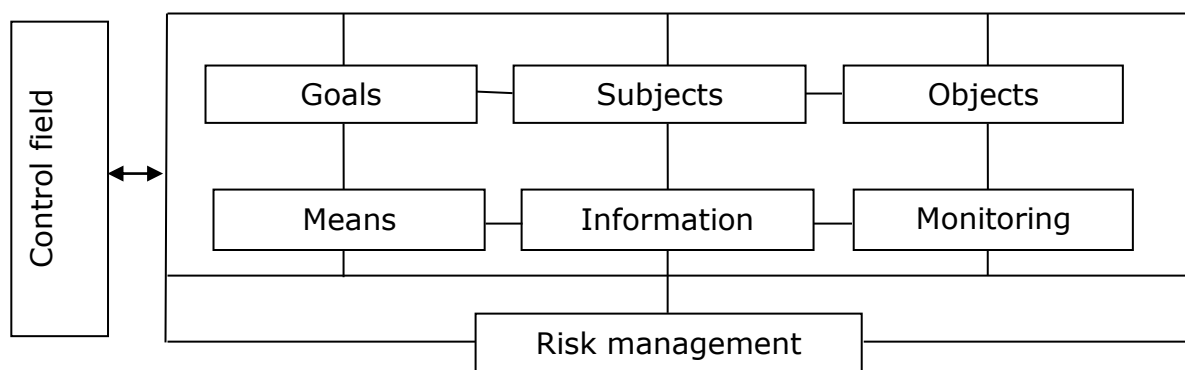 Control field
Goals
Subjects
Objects
Means
Information
Monitoring
Risk management